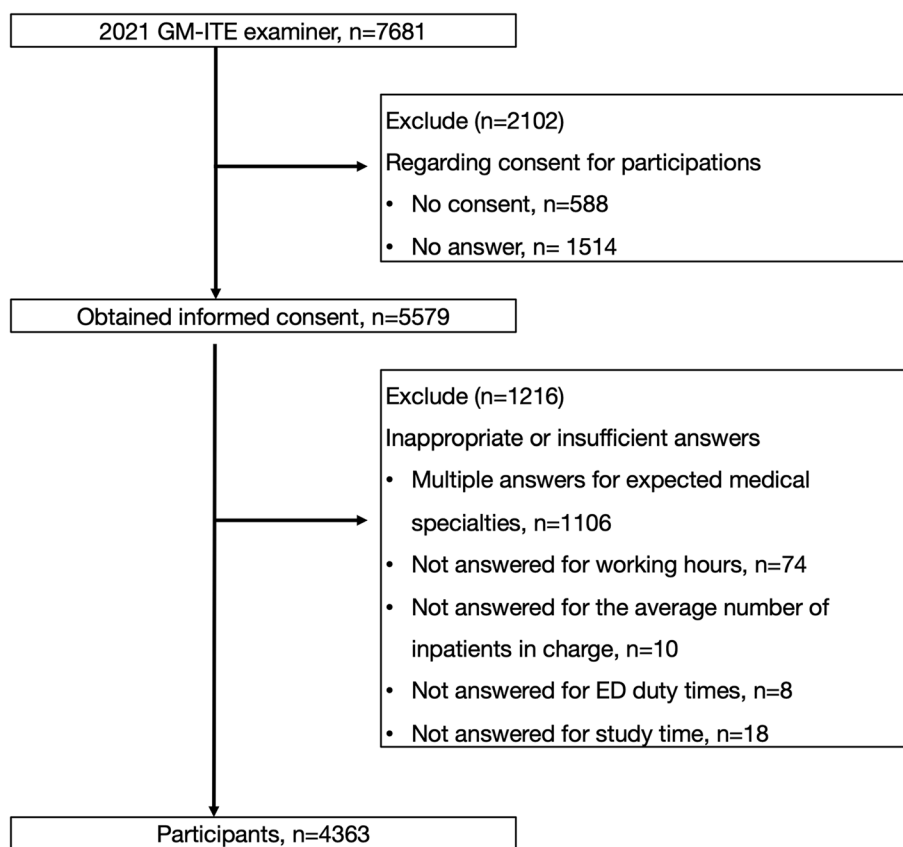 2021 GM-ITE examiner, n=7681
Exclude (n=2102)
Regarding consent for participations
• No consent, n=588
• No answer, n= 1514
Obtained informed consent, n=5579
Exclude (n=1216)
Inappropriate or insufficient answers
• Multiple answers for expected medical
specialties, n=1106
• Not answered for working hours, n=74
• Not answered for the average number of
inpatients in charge, n=10
• Not answered for ED duty times, n=8
• Not answered for study time, n=18
Participants, n=4363